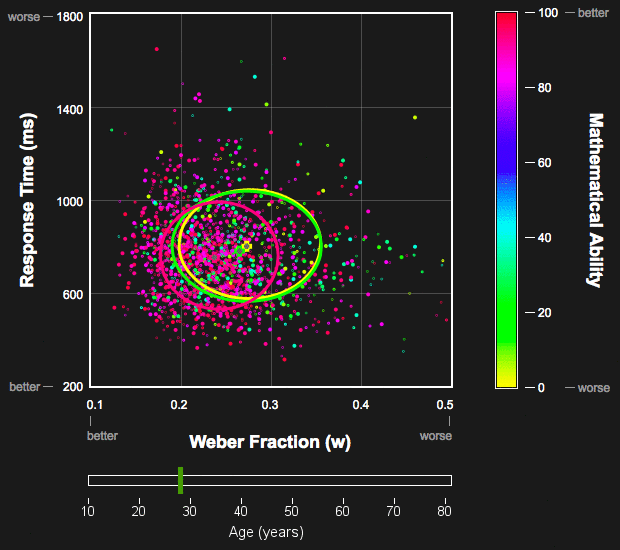 worse
1800
1400
1000
600
better
200
Response Time (ms)
0.1
0.2
0.3
0.4
0.5
better
worse
Weber Fraction (w)
10
20
30
40
50
60
70
80
Age (years)
100
better
80
60
40
20
0
worse
Mathematical Ability